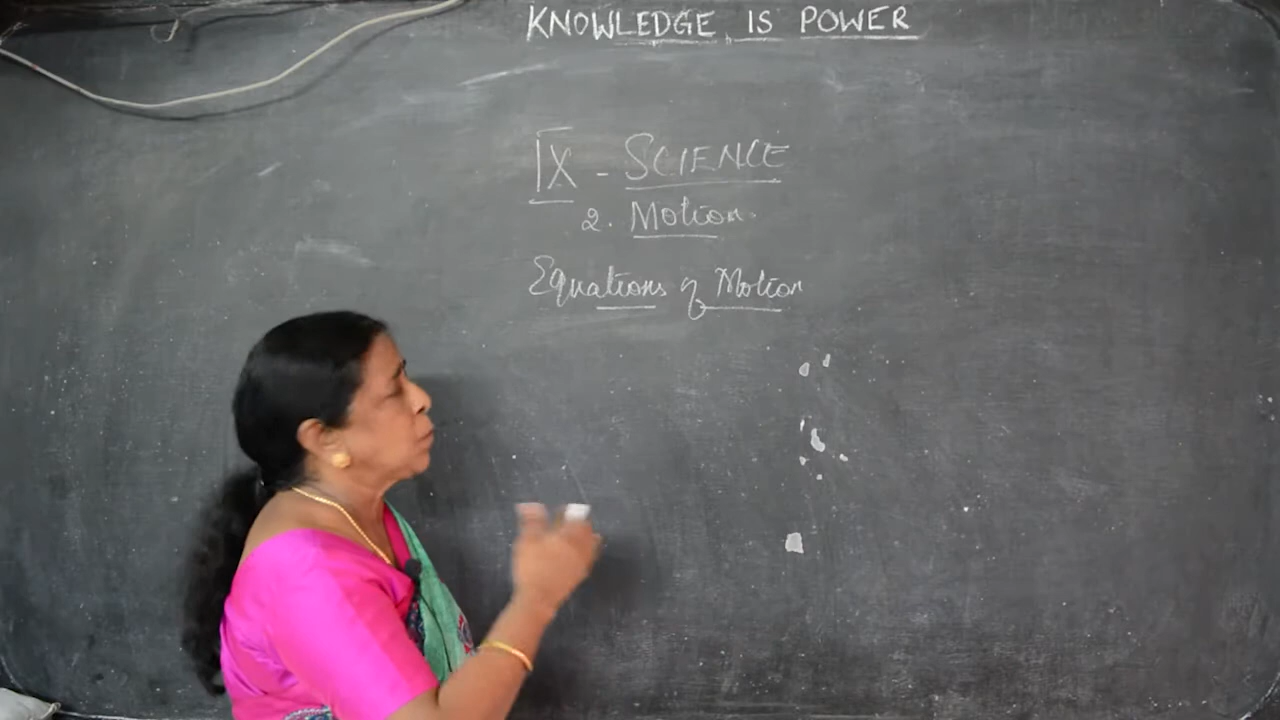 KNOWLEDGE IS POWER
IX - SCIENCE
2. Motion.
Equations of Motion